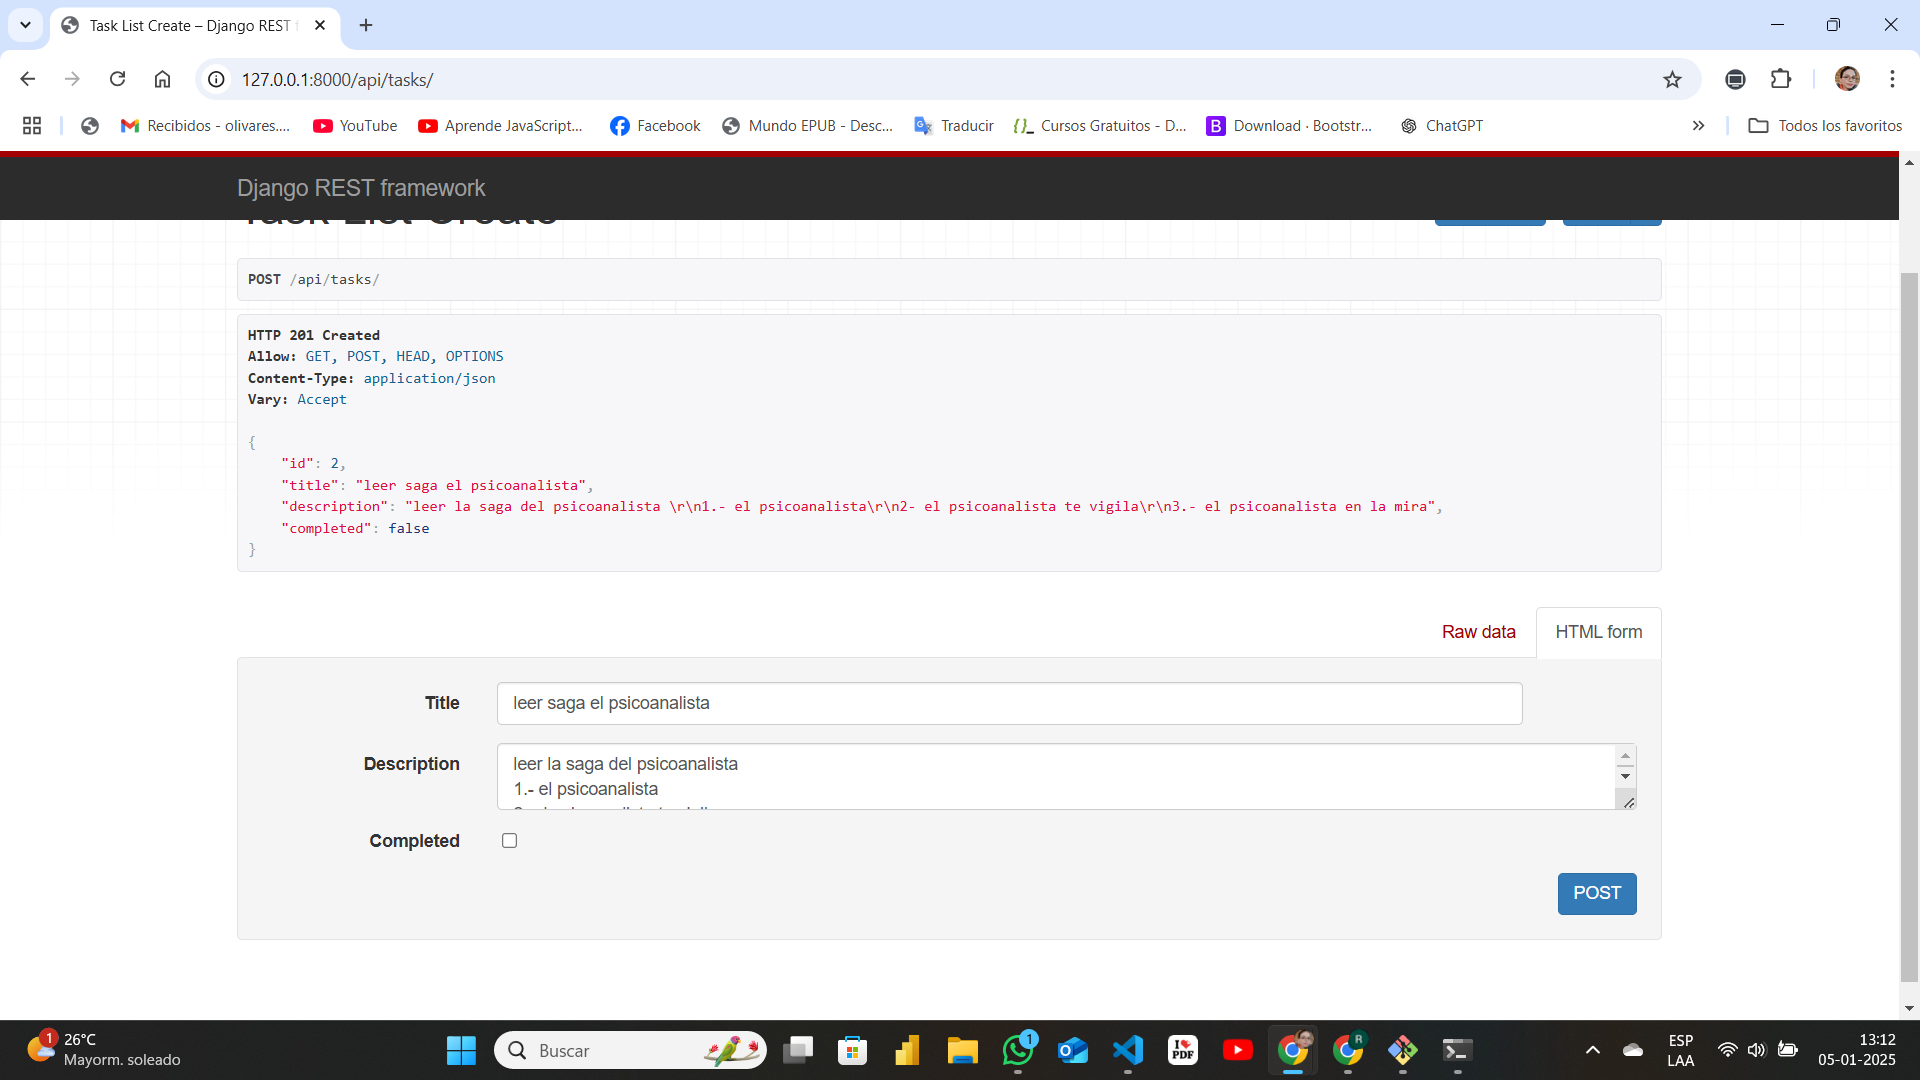 Task List Create – Django REST f
127.0.0.1:8000/api/tasks/
Recibidos - olivares....
YouTube
Aprende JavaScript...
Facebook
Mundo EPUB - Desc...
Traducir
Cursos Gratuitos - D...
B
Download · Bootstr...
ChatGPT
Todos los favoritos
Django REST framework
Task List Create
POST /api/tasks/
HTTP 201 Created
Allow: GET, POST, HEAD, OPTIONS
Content-Type: application/json
Vary: Accept
{
"id": 2,
"title": "leer saga el psicoanalista",
"description": "leer la saga del psicoanalista \r\n1.- el psicoanalista\r\n2- el psicoanalista te vigila\r\n3.- el psicoanalista en la mira",
"completed": false
}
Raw data
HTML form
Title
leer saga el psicoanalista
Description
leer la saga del psicoanalista
1.- el psicoanalista
Completed
POST
1
26°C
Mayorm. soleado
Buscar
1
I PDF
R
ESP
LAA
13:12
05-01-2025